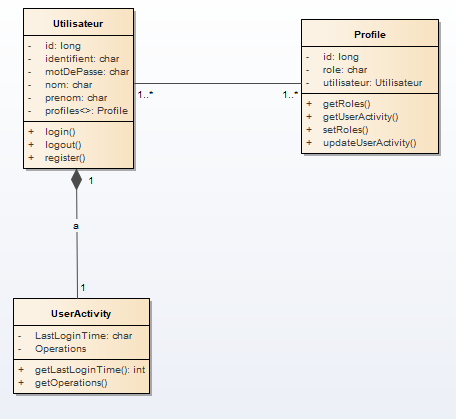 Utilisateur
- id: long
- identifient: char
- motDePasse: char
- nom: char
- prenom: char
- profiles<>: Profile
+ login()
+ logout()
+ register()
Profile
- id: long
- role: char
- utilisateur: Utilisateur
+ getRoles()
+ getUserActivity()
+ setRoles()
+ updateUserActivity()
1..*
1..*
1
a
1
UserActivity
- LastLoginTime: char
- Operations
+ getLastLoginTime(): int
+ getOperations()